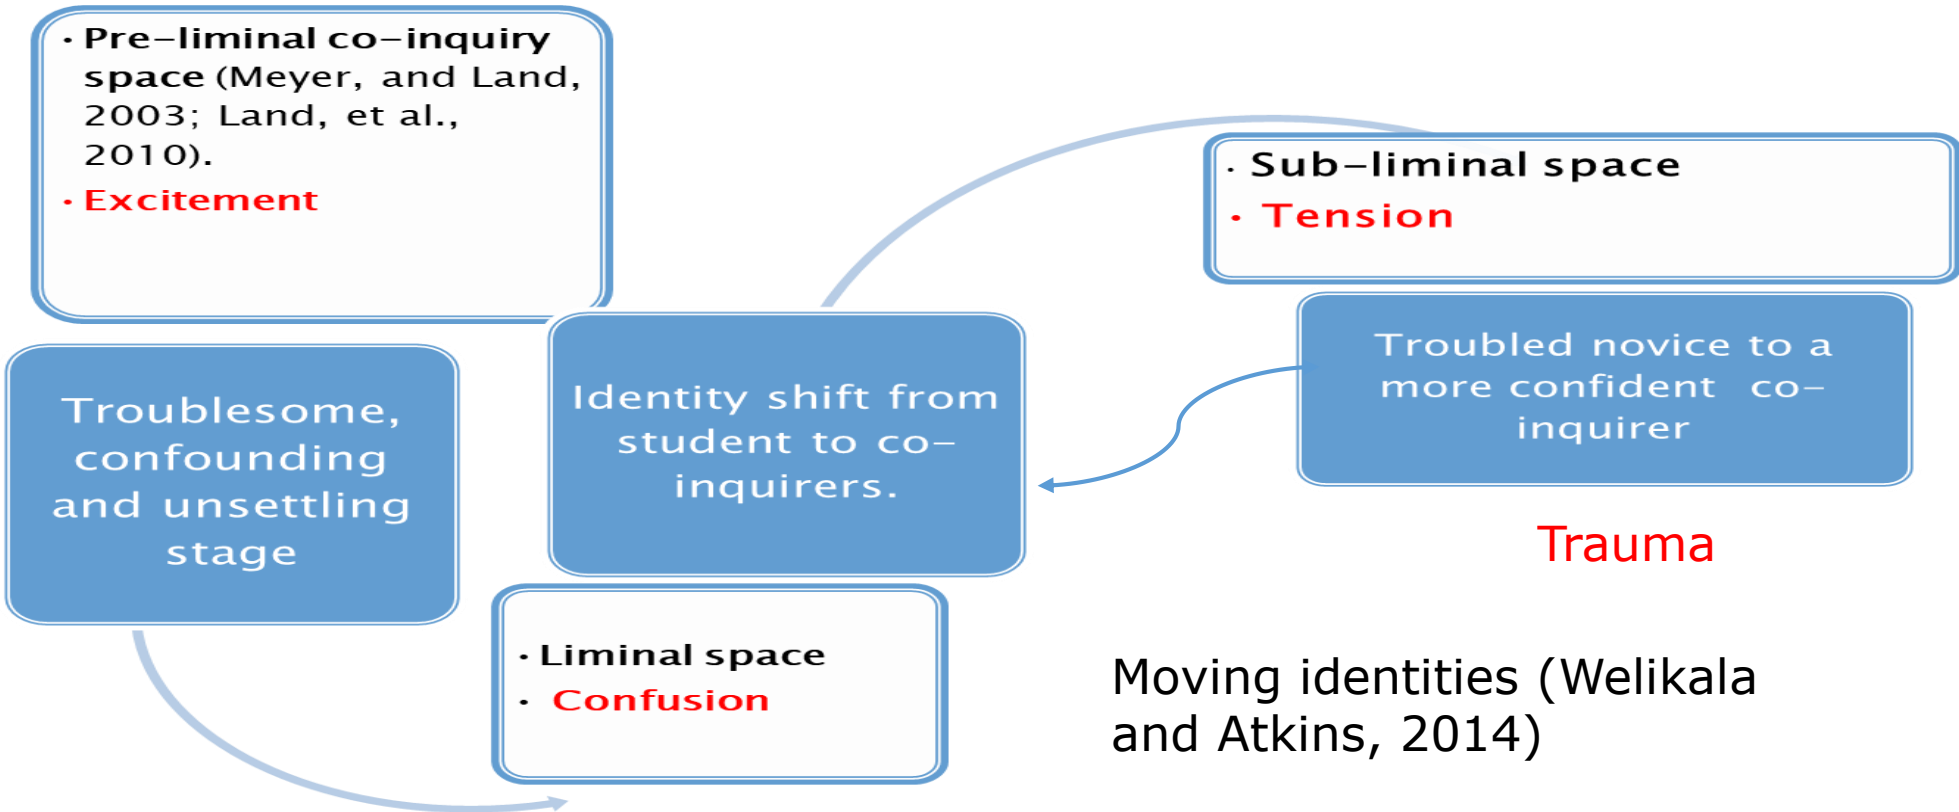 · Pre-liminal co-inquiry
space (Meyer, and Land,
2003; Land, et al.,
2010).
· Excitement
Troublesome,
confounding
and unsettling
stage
Identity shift from
student to co-
inquirers.
· Liminal space
· Confusion
· Sub-liminal space
· Tension
Troubled novice to a
more confident co-
inquirer
Trauma
Moving identities (Welikala
and Atkins, 2014)